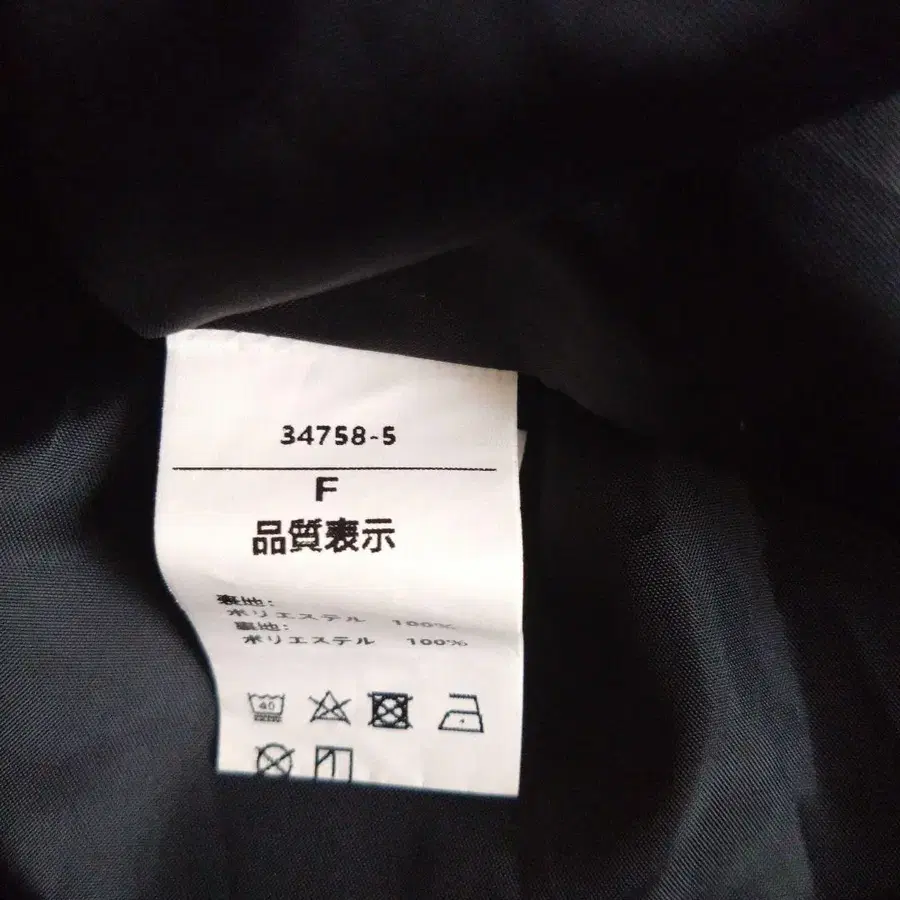 34758-5
F
品質表示
表地:
ポリエステル 100%
裏地:
ポリエステル 100%
40